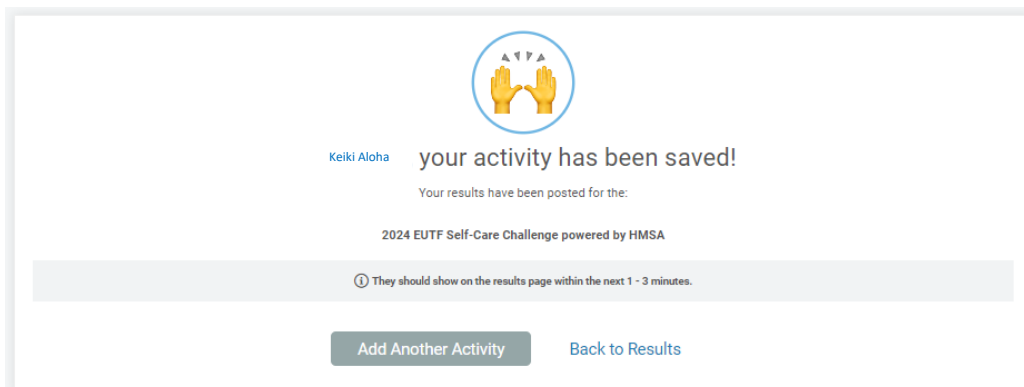 Keiki Aloha your activity has been saved!
Your results have been posted for the:
2024 EUTF Self-Care Challenge powered by HMSA
They should show on the results page within the next 1 - 3 minutes.
Add Another Activity Back to Results